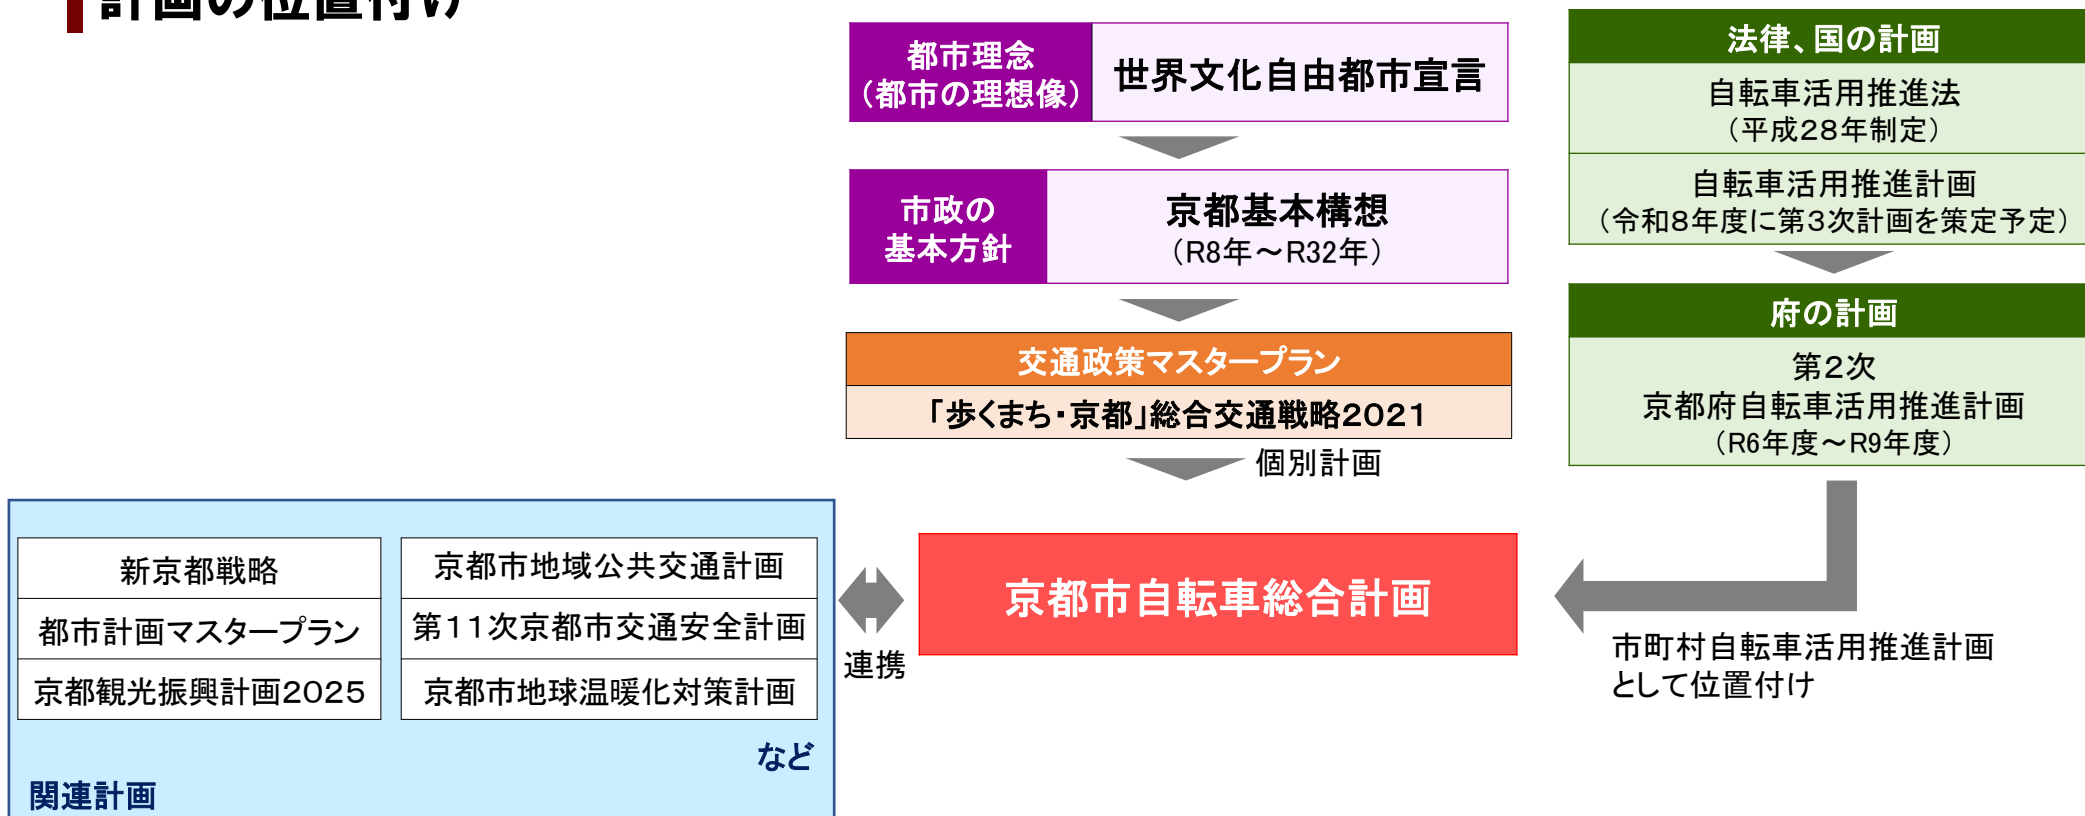 計画の位置付け
都市理念
（都市の理想像）
世界文化自由都市宣言
市政の
基本方針
京都基本構想
（R8年～R32年）
交通政策マスタープラン
「歩くまち・京都」総合交通戦略2021
個別計画
法律、国の計画
自転車活用推進法
（平成28年制定）
自転車活用推進計画
（令和8年度に第3次計画を策定予定）
府の計画
第2次
京都府自転車活用推進計画
（R6年度～R9年度）
新京都戦略
都市計画マスタープラン
京都観光振興計画2025
京都市地域公共交通計画
第11次京都市交通安全計画
京都市地球温暖化対策計画
など
関連計画
連携
京都市自転車総合計画
市町村自転車活用推進計画
として位置付け